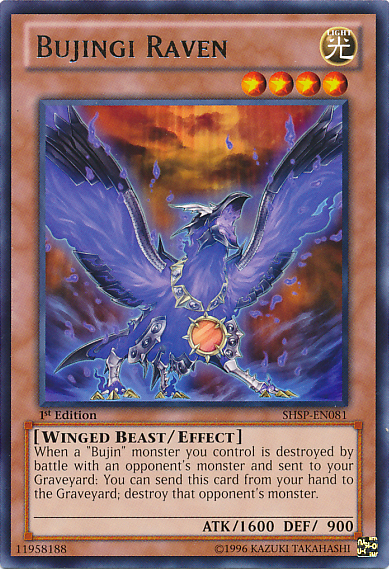 Bujingi Raven
LIGHT
光
1st Edition
SHSP-EN081
[Winged Beast/Effect]
When a "Bujin" monster you control is destroyed by
battle with an opponent's monster and sent to your
Graveyard: You can send this card from your hand to
the Graveyard; destroy that opponent's monster.
ATK/1600 DEF/ 900
11958188
©1996 KAZUKI TAKAHASHI